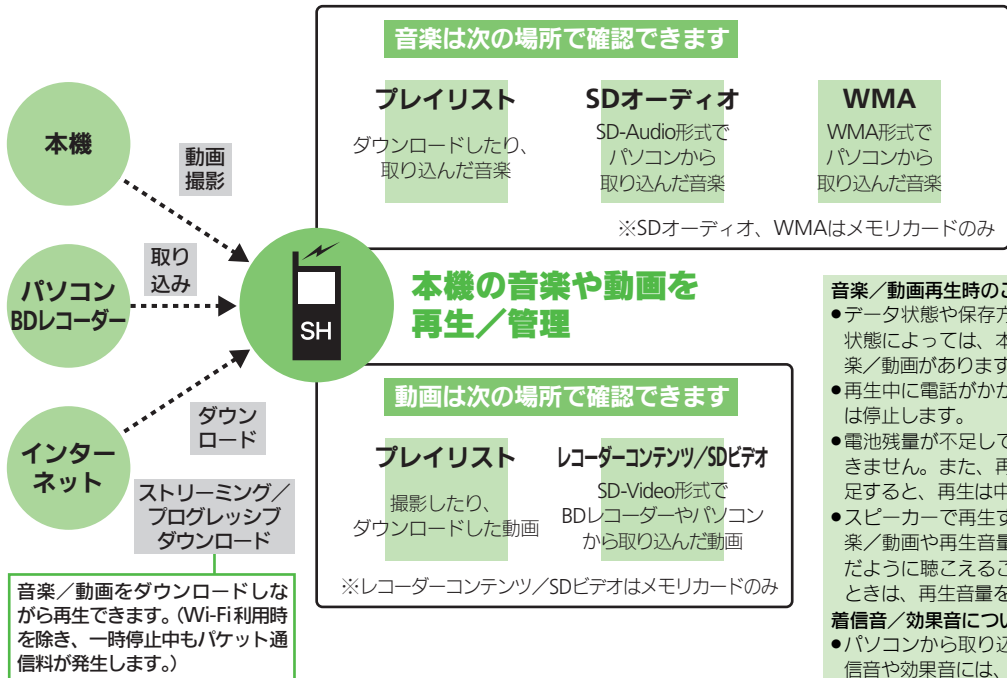 音楽は次の場所で確認できます
プレイリスト
ダウンロードしたり、
取り込んだ音楽
SDオーディオ
SD-Audio形式で
パソコンから
取り込んだ音楽
WMA
WMA形式で
パソコンから
取り込んだ音楽
※SDオーディオ、WMAはメモリカードのみ
本機
動画
撮影
パソコン
BDレコーダー
取り
込み
インター
ネット
ダウン
ロード
ストリーミング／
プログレッシブ
ダウンロード
音楽／動画をダウンロードしな
がら再生できます。（Wi-Fi利用時
を除き、一時停止中もパケット通
信料が発生します。）
SH
本機の音楽や動画を
再生／管理
動画は次の場所で確認できます
プレイリスト
撮影したり、
ダウンロードした動画
レコーダーコンテンツ／SDビデオ
SD-Video形式で
BDレコーダーやパソコン
から取り込んだ動画
※レコーダーコンテンツ／SDビデオはメモリカードのみ
音楽／動画再生時のご
●データ状態や保存方
状態によっては、本
楽／動画があります
●再生中に電話がかか
は停止します。
●電池残量が不足して
きません。また、再
足すると、再生は中
●スピーカーで再生す
楽／動画や再生音量
だように聴こえるこ
ときは、再生音量を
着信音／効果音につい
●パソコンから取り込
信音や効果音には、